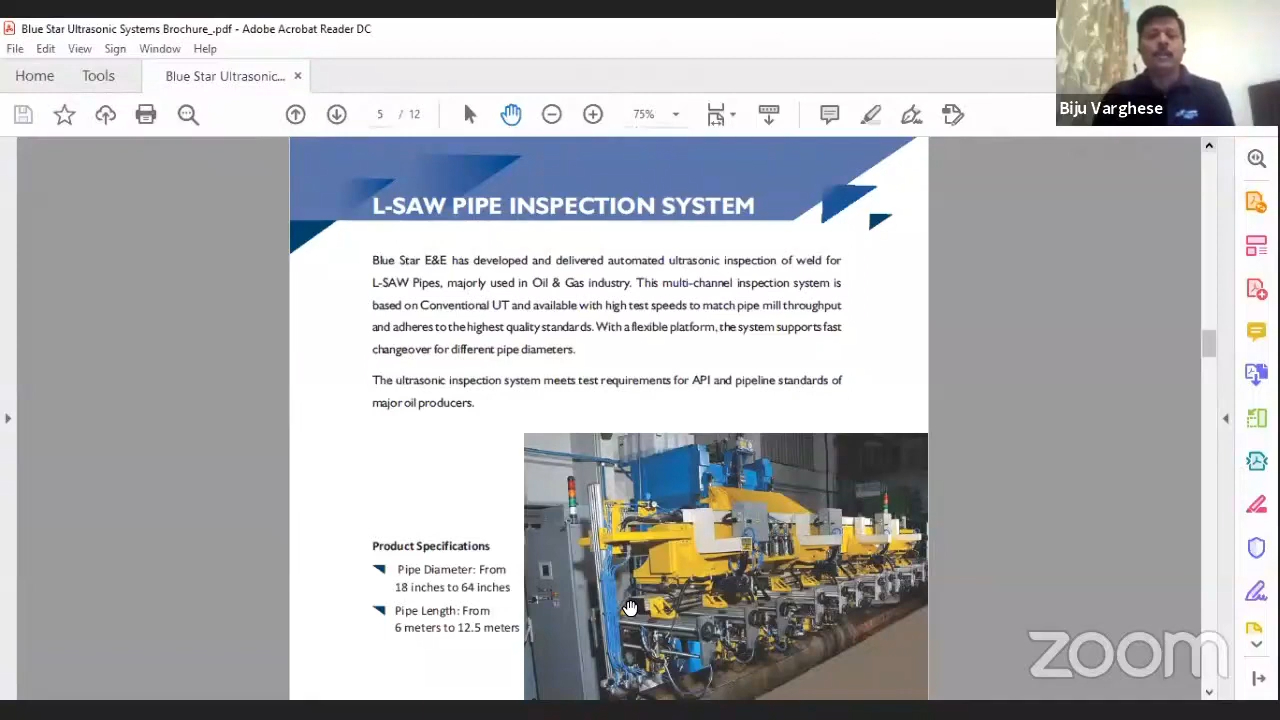 Blue Star Ultrasonic Systems Brochure_.pdf - Adobe Acrobat Reader DC
File Edit View Sign Window Help
Home Tools Blue Star Ultrasonic... ×
5 / 12 75%
Biju Varghese
L-SAW PIPE INSPECTION SYSTEM
Blue Star E&E has developed and delivered automated ultrasonic inspection of weld for
L-SAW Pipes, majorly used in Oil & Gas industry. This multi-channel inspection system is
based on Conventional UT and available with high test speeds to match pipe mill throughput
and adheres to the highest quality standards. With a flexible platform, the system supports fast
changeover for different pipe diameters.
The ultrasonic inspection system meets test requirements for API and pipeline standards of
major oil producers.
Product Specifications
Pipe Diameter: From
18 inches to 64 inches
Pipe Length: From
6 meters to 12.5 meters
zoom